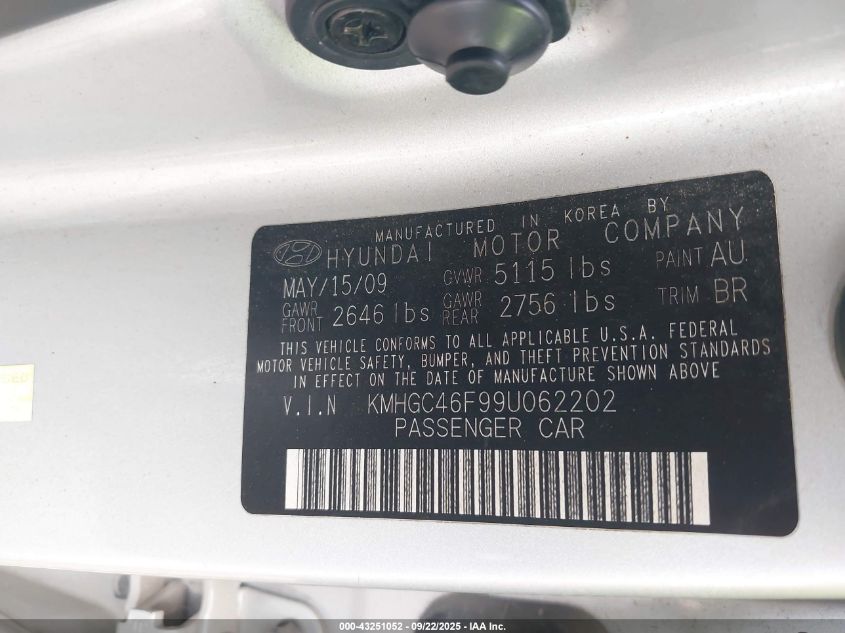 MANUFACTURED IN KOREA BY
HYUNDAI MOTOR COMPANY
MAY/15/09 GVWR 5115 lbs PAINT AU
GAWR FRONT 2646 lbs GAWR REAR 2756 lbs TRIM BR
THIS VEHICLE CONFORMS TO ALL APPLICABLE U.S.A. FEDERAL
MOTOR VEHICLE SAFETY, BUMPER, AND THEFT PREVENTION STANDARDS
IN EFFECT ON THE DATE OF MANUFACTURE SHOWN ABOVE
V.I.N KMHGC46F99U062202
PASSENGER CAR
000-43251052 - 09/22/2025 - IAA Inc.